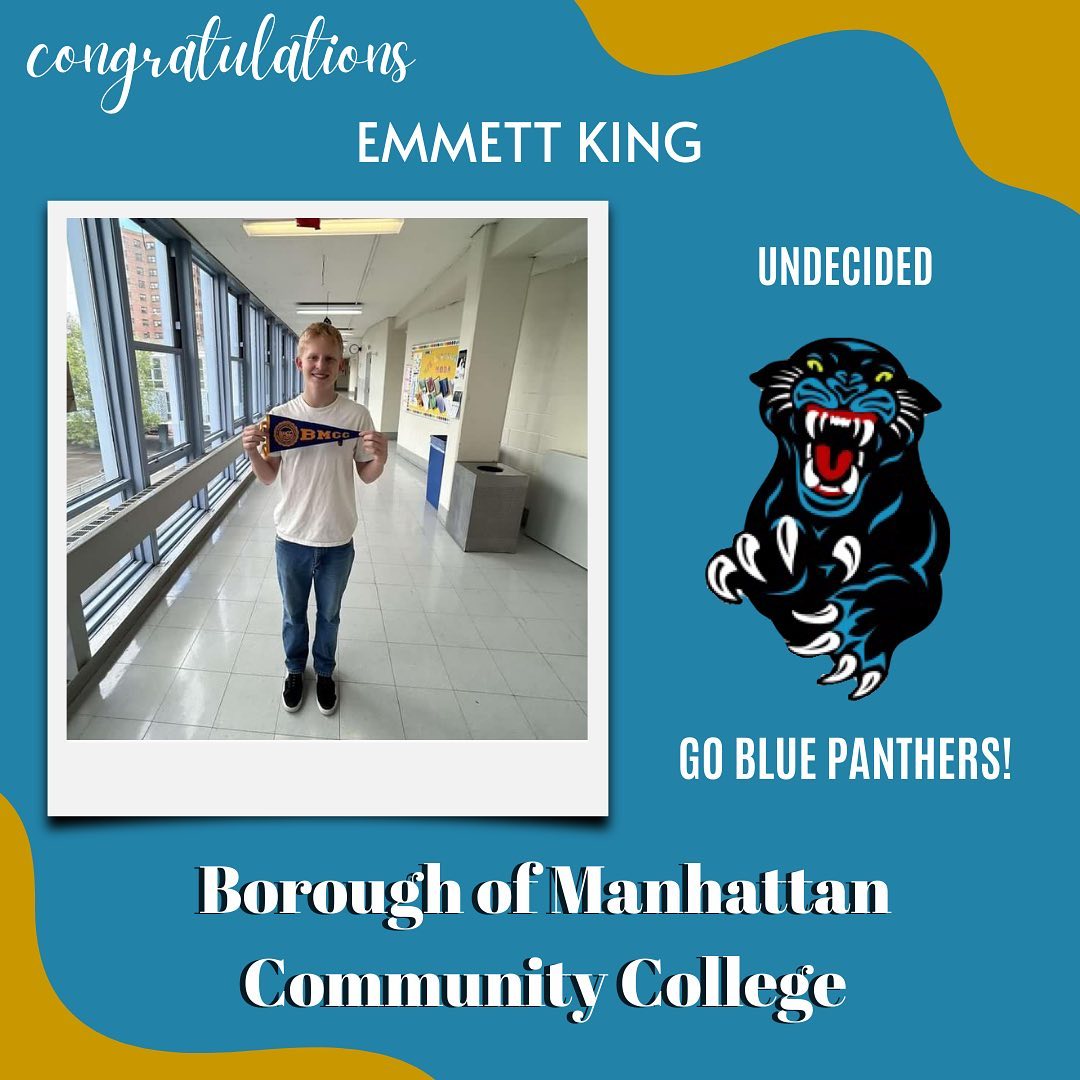 congratulations
EMMETT KING
UNDECIDED
BMCC
GO BLUE PANTHERS!
Borough of Manhattan
Community College